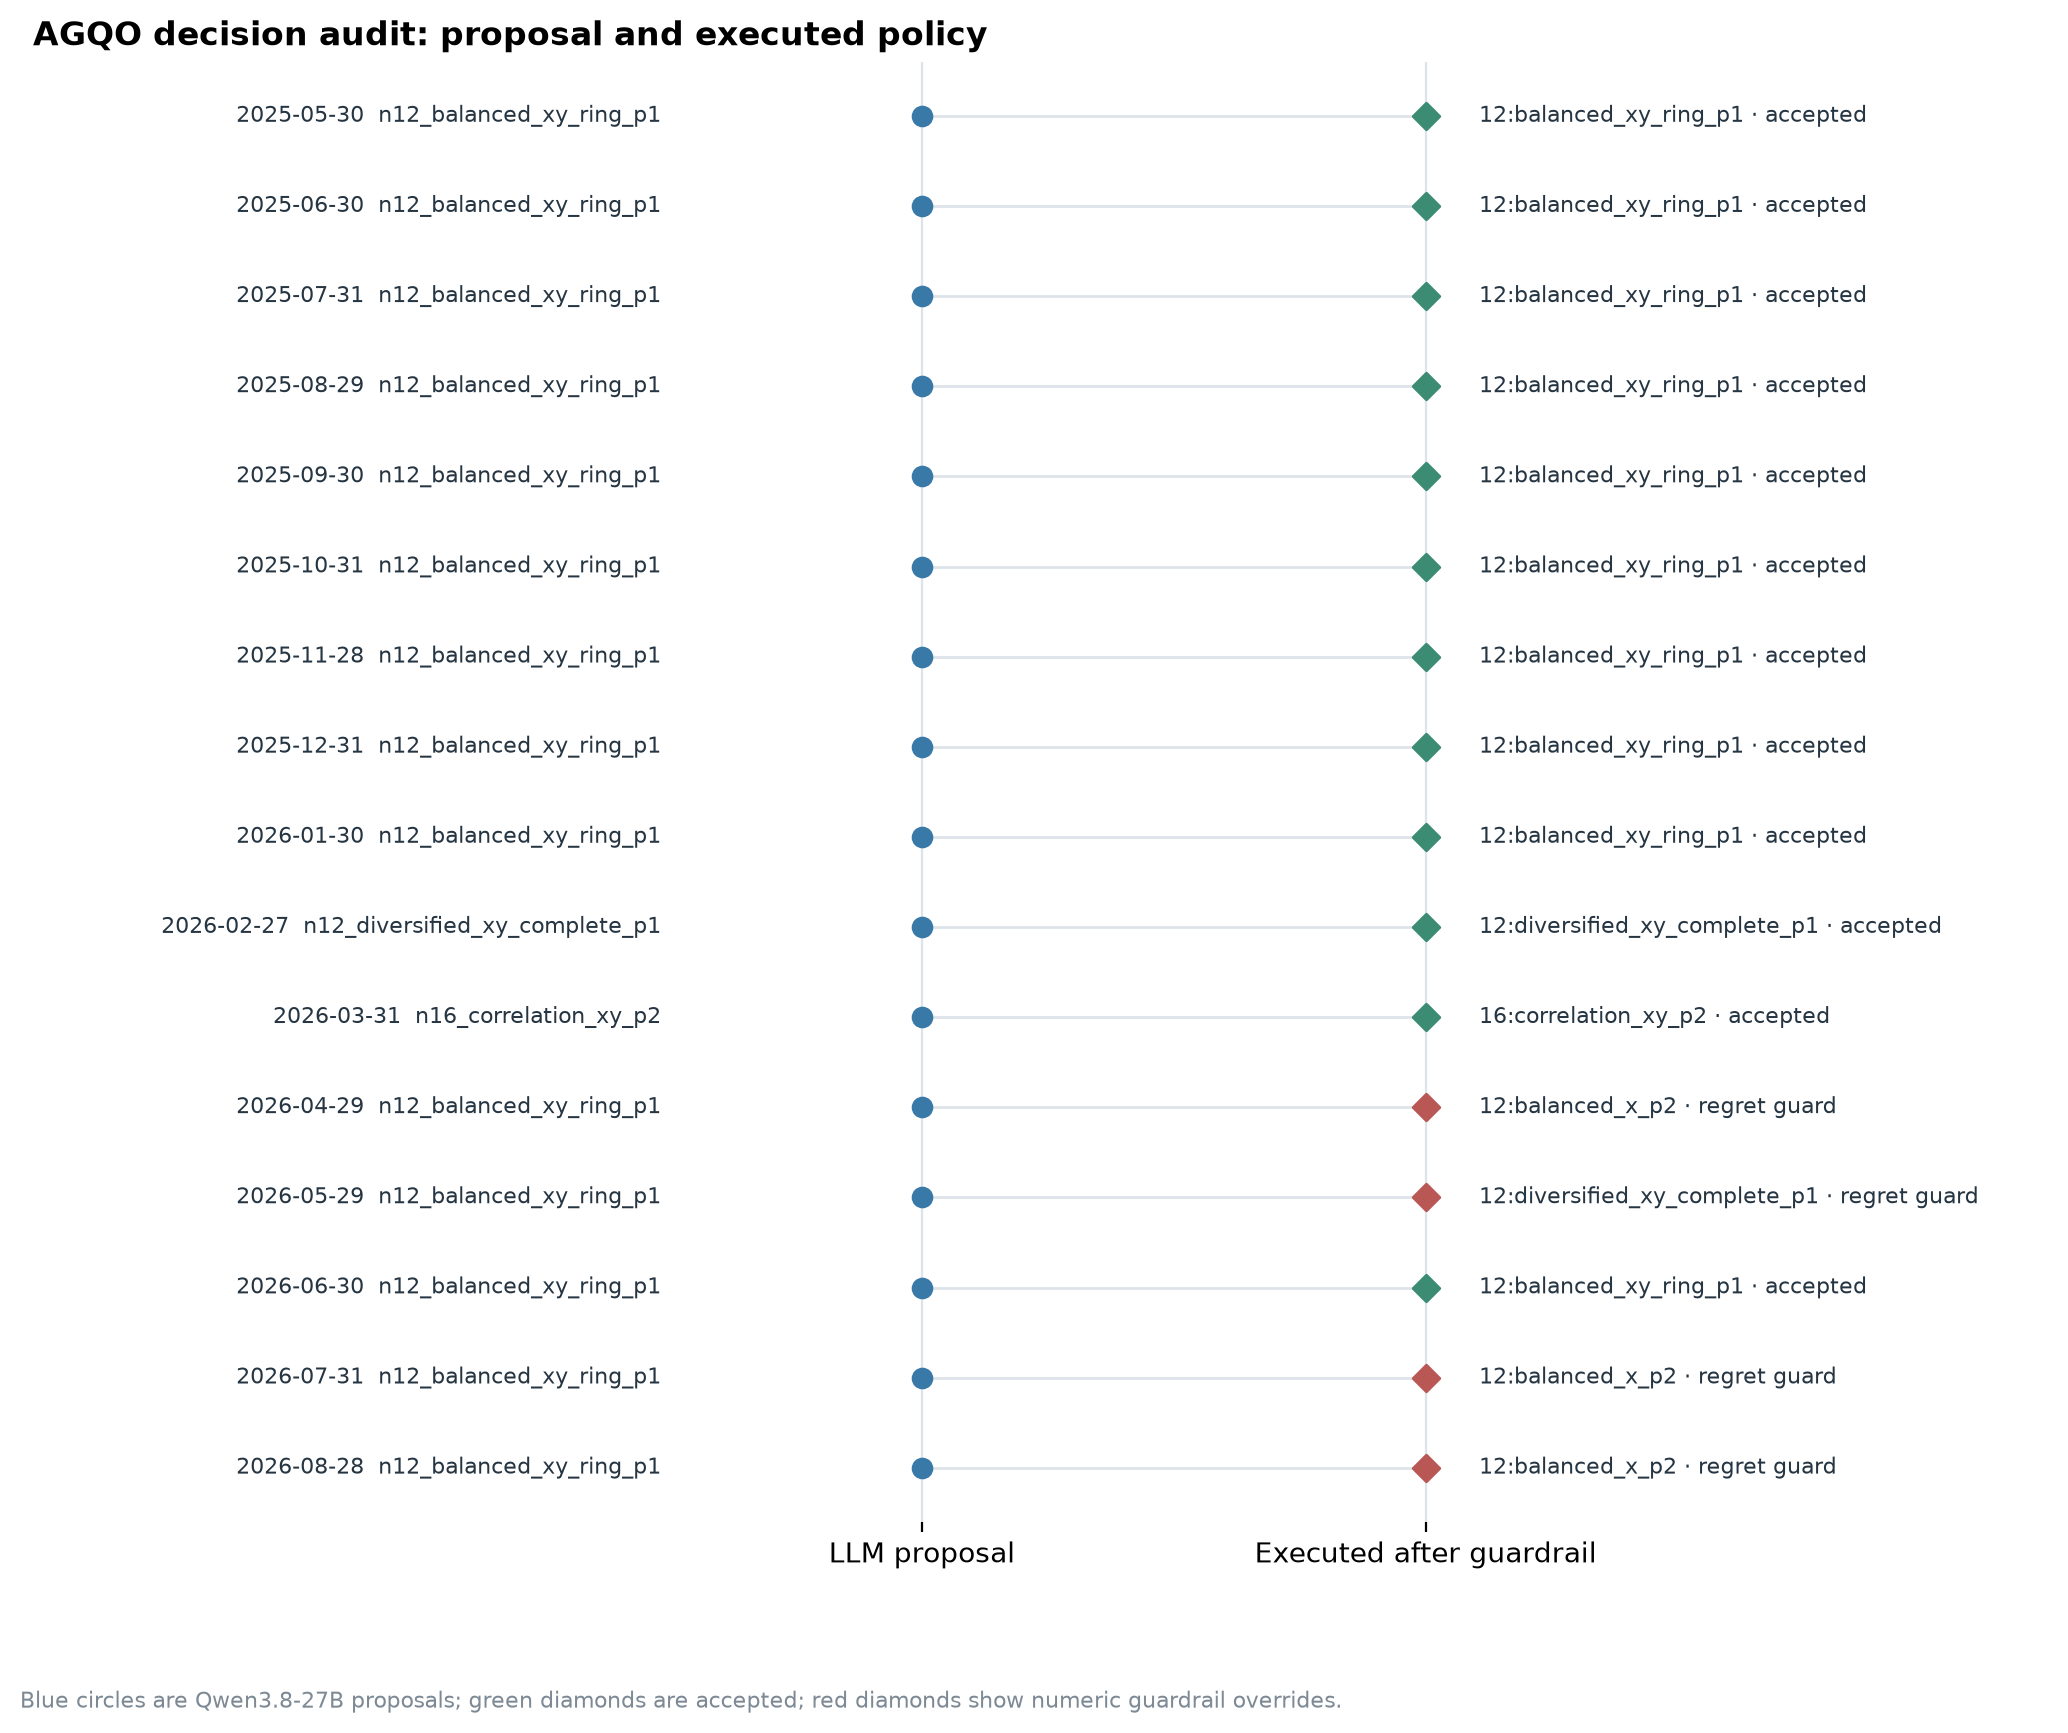 AGQO decision audit: proposal and executed policy
2025-05-30  n12_balanced_xy_ring_p1  12:balanced_xy_ring_p1 · accepted
2025-06-30  n12_balanced_xy_ring_p1  12:balanced_xy_ring_p1 · accepted
2025-07-31  n12_balanced_xy_ring_p1  12:balanced_xy_ring_p1 · accepted
2025-08-29  n12_balanced_xy_ring_p1  12:balanced_xy_ring_p1 · accepted
2025-09-30  n12_balanced_xy_ring_p1  12:balanced_xy_ring_p1 · accepted
2025-10-31  n12_balanced_xy_ring_p1  12:balanced_xy_ring_p1 · accepted
2025-11-28  n12_balanced_xy_ring_p1  12:balanced_xy_ring_p1 · accepted
2025-12-31  n12_balanced_xy_ring_p1  12:balanced_xy_ring_p1 · accepted
2026-01-30  n12_balanced_xy_ring_p1  12:balanced_xy_ring_p1 · accepted
2026-02-27  n12_diversified_xy_complete_p1  12:diversified_xy_complete_p1 · accepted
2026-03-31  n16_correlation_xy_p2  16:correlation_xy_p2 · accepted
2026-04-29  n12_balanced_xy_ring_p1  12:balanced_x_p2 · regret guard
2026-05-29  n12_balanced_xy_ring_p1  12:diversified_xy_complete_p1 · regret guard
2026-06-30  n12_balanced_xy_ring_p1  12:balanced_xy_ring_p1 · accepted
2026-07-31  n12_balanced_xy_ring_p1  12:balanced_x_p2 · regret guard
2026-08-28  n12_balanced_xy_ring_p1  12:balanced_x_p2 · regret guard
LLM proposal  Executed after guardrail
Blue circles are Qwen3.8-27B proposals; green diamonds are accepted; red diamonds show numeric guardrail overrides.